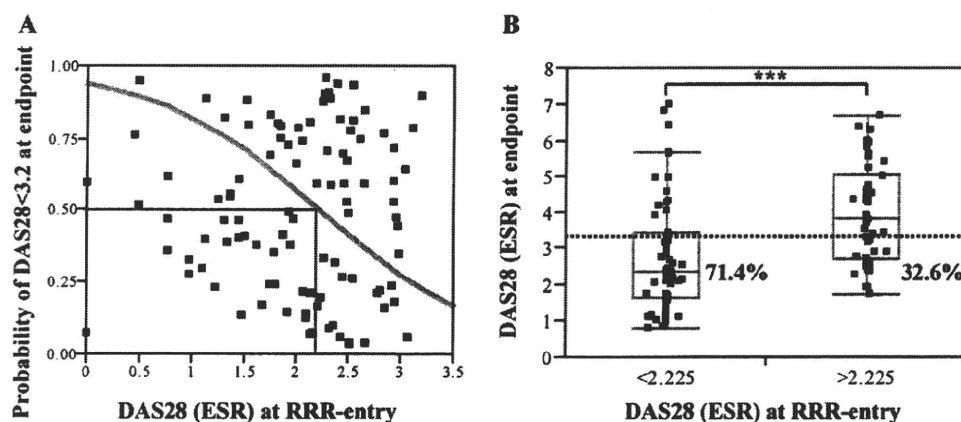 A
Probability of DAS28<3.2 at endpoint
1.00
0.75
0.50
0.25
0.00
0 0.5 1 1.5 2 2.5 3 3.5
DAS28 (ESR) at RRR-entry
B
DAS28 (ESR) at endpoint
8
7
6
5
4
3
2
1
0
***
71.4%
32.6%
<2.225 >2.225
DAS28 (ESR) at RRR-entry